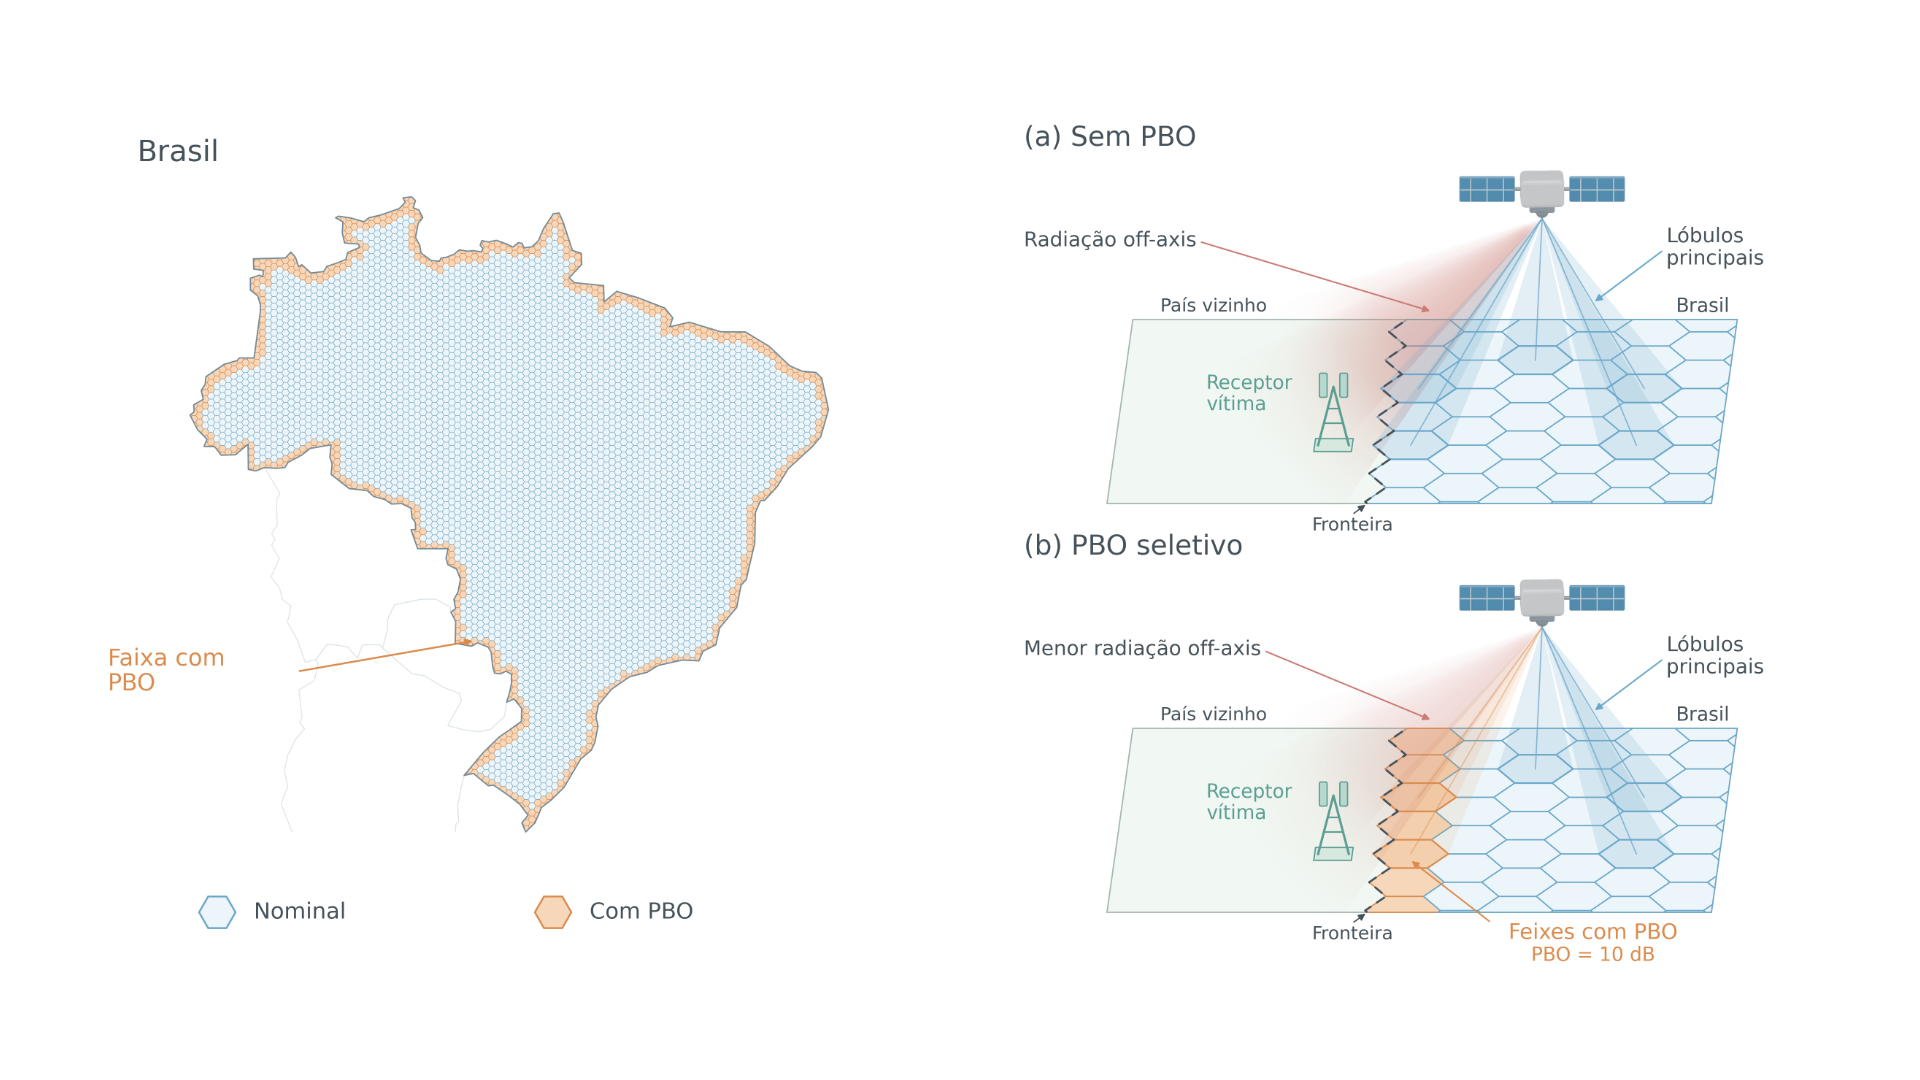 Brasil
Faixa com
PBO
Nominal
Com PBO
(a) Sem PBO
Radiação off-axis
Lóbulos
principais
País vizinho
Brasil
Receptor
vítima
Fronteira
(b) PBO seletivo
Menor radiação off-axis
Lóbulos
principais
País vizinho
Brasil
Receptor
vítima
Fronteira
Feixes com PBO
PBO = 10 dB